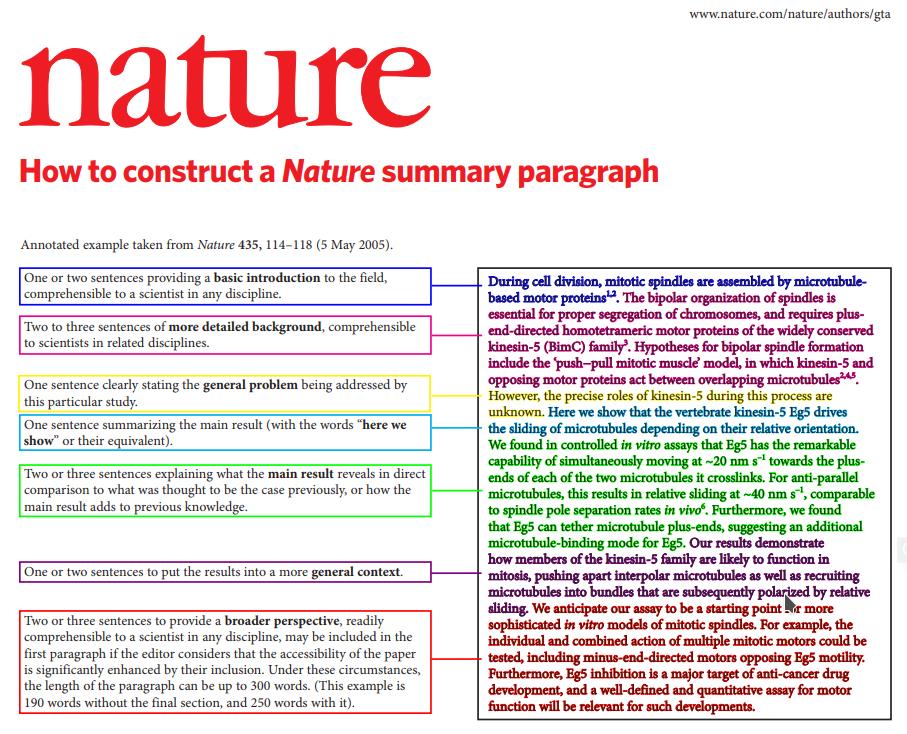 www.nature.com/nature/authors/gta
nature
How to construct a Nature summary paragraph
Annotated example taken from Nature 435, 114–118 (5 May 2005).
One or two sentences providing a basic introduction to the field,
comprehensible to a scientist in any discipline.
Two to three sentences of more detailed background, comprehensible
to scientists in related disciplines.
One sentence clearly stating the general problem being addressed by
this particular study.
One sentence summarizing the main result (with the words “here we
show” or their equivalent).
Two or three sentences explaining what the main result reveals in direct
comparison to what was thought to be the case previously, or how the
main result adds to previous knowledge.
One or two sentences to put the results into a more general context.
Two or three sentences to provide a broader perspective, readily
comprehensible to a scientist in any discipline, may be included in the
first paragraph if the editor considers that the accessibility of the paper
is significantly enhanced by their inclusion. Under these circumstances,
the length of the paragraph can be up to 300 words. (This example is
190 words without the final section, and 250 words with it).
During cell division, mitotic spindles are assembled by microtubule-
based motor proteins1,2. The bipolar organization of spindles is
essential for proper segregation of chromosomes, and requires plus-
end-directed homotetrameric motor proteins of the widely conserved
kinesin-5 (BimC) family3. Hypotheses for bipolar spindle formation
include the ‘push–pull mitotic muscle’ model, in which kinesin-5 and
opposing motor proteins act between overlapping microtubules2,4,5.
However, the precise roles of kinesin-5 during this process are
unknown. Here we show that the vertebrate kinesin-5 Eg5 drives
the sliding of microtubules depending on their relative orientation.
We found in controlled in vitro assays that Eg5 has the remarkable
capability of simultaneously moving at ~20 nm s−1 towards the plus-
ends of each of the two microtubules it crosslinks. For anti-parallel
microtubules, this results in relative sliding at ~40 nm s−1, comparable
to spindle pole separation rates in vivo6. Furthermore, we found
that Eg5 can tether microtubule plus-ends, suggesting an additional
microtubule-binding mode for Eg5. Our results demonstrate
how members of the kinesin-5 family are likely to function in
mitosis, pushing apart interpolar microtubules as well as recruiting
microtubules into bundles that are subsequently polarized by relative
sliding. We anticipate our assay to be a starting point for more
sophisticated in vitro models of mitotic spindles. For example, the
individual and combined action of multiple mitotic motors could be
tested, including minus-end-directed motors opposing Eg5 motility.
Furthermore, Eg5 inhibition is a major target of anti-cancer drug
development, and a well-defined and quantitative assay for motor
function will be relevant for such developments.